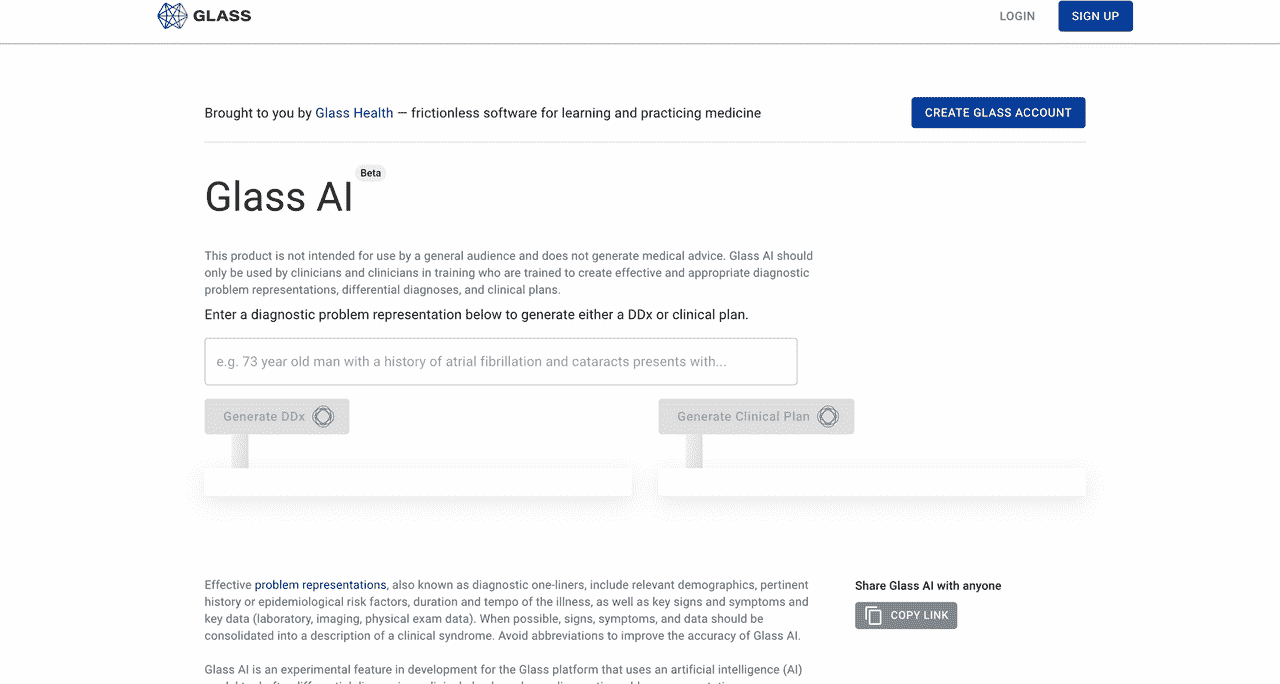 GLASS
LOGIN
SIGN UP
Brought to you by Glass Health — frictionless software for learning and practicing medicine
CREATE GLASS ACCOUNT
Glass AI
Beta
This product is not intended for use by a general audience and does not generate medical advice. Glass AI should
only be used by clinicians and clinicians in training who are trained to create effective and appropriate diagnostic
problem representations, differential diagnoses, and clinical plans.
Enter a diagnostic problem representation below to generate either a DDx or clinical plan.
e.g. 73 year old man with a history of atrial fibrillation and cataracts presents with...
Generate DDx
Generate Clinical Plan
Effective problem representations, also known as diagnostic one-liners, include relevant demographics, pertinent
history or epidemiological risk factors, duration and tempo of the illness, as well as key signs and symptoms and
key data (laboratory, imaging, physical exam data). When possible, signs, symptoms, and data should be
consolidated into a description of a clinical syndrome. Avoid abbreviations to improve the accuracy of Glass AI.
Share Glass AI with anyone
COPY LINK
Glass AI is an experimental feature in development for the Glass platform that uses an artificial intelligence (AI)